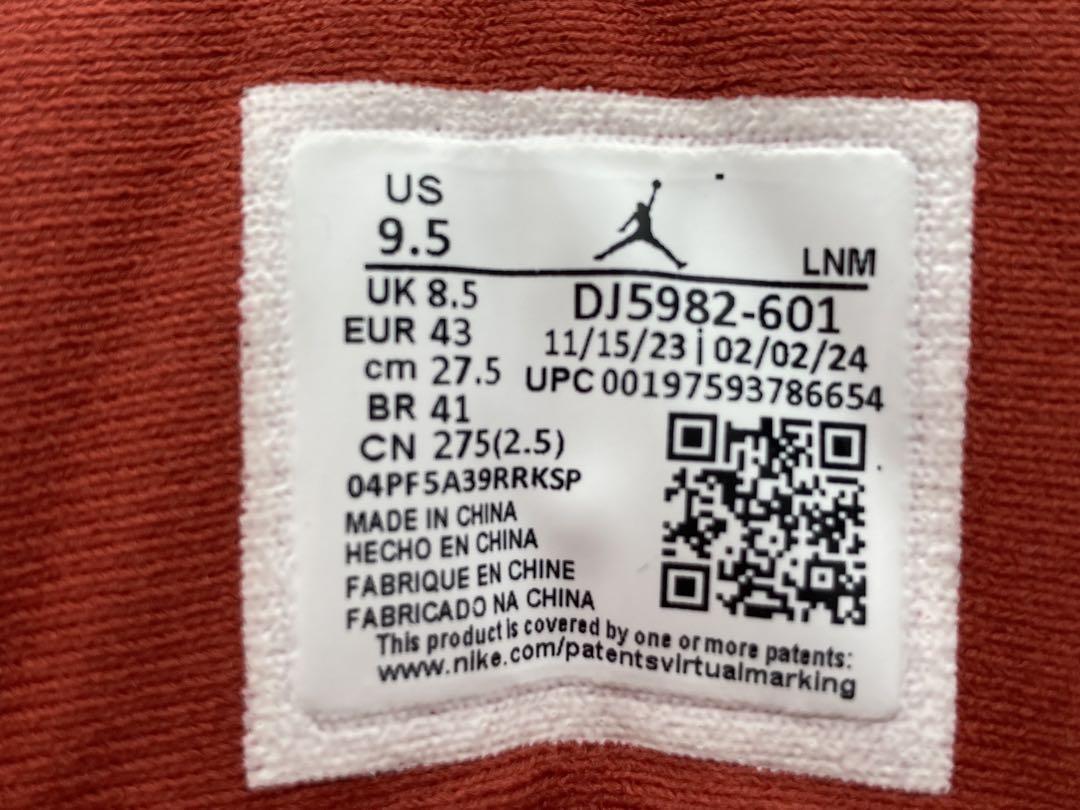 US
9.5
LNM
UK 8.5
EUR 43
cm 27.5
BR 41
CN 275(2.5)
DJ5982-601
11/15/23 | 02/02/24
UPC 00197593786654
04PF5A39RRKSP
MADE IN CHINA
HECHO EN CHINA
FABRIQUE EN CHINE
FABRICADO NA CHINA
This product is covered by one or more patents:
www.nike.com/patentsvirtualmarking